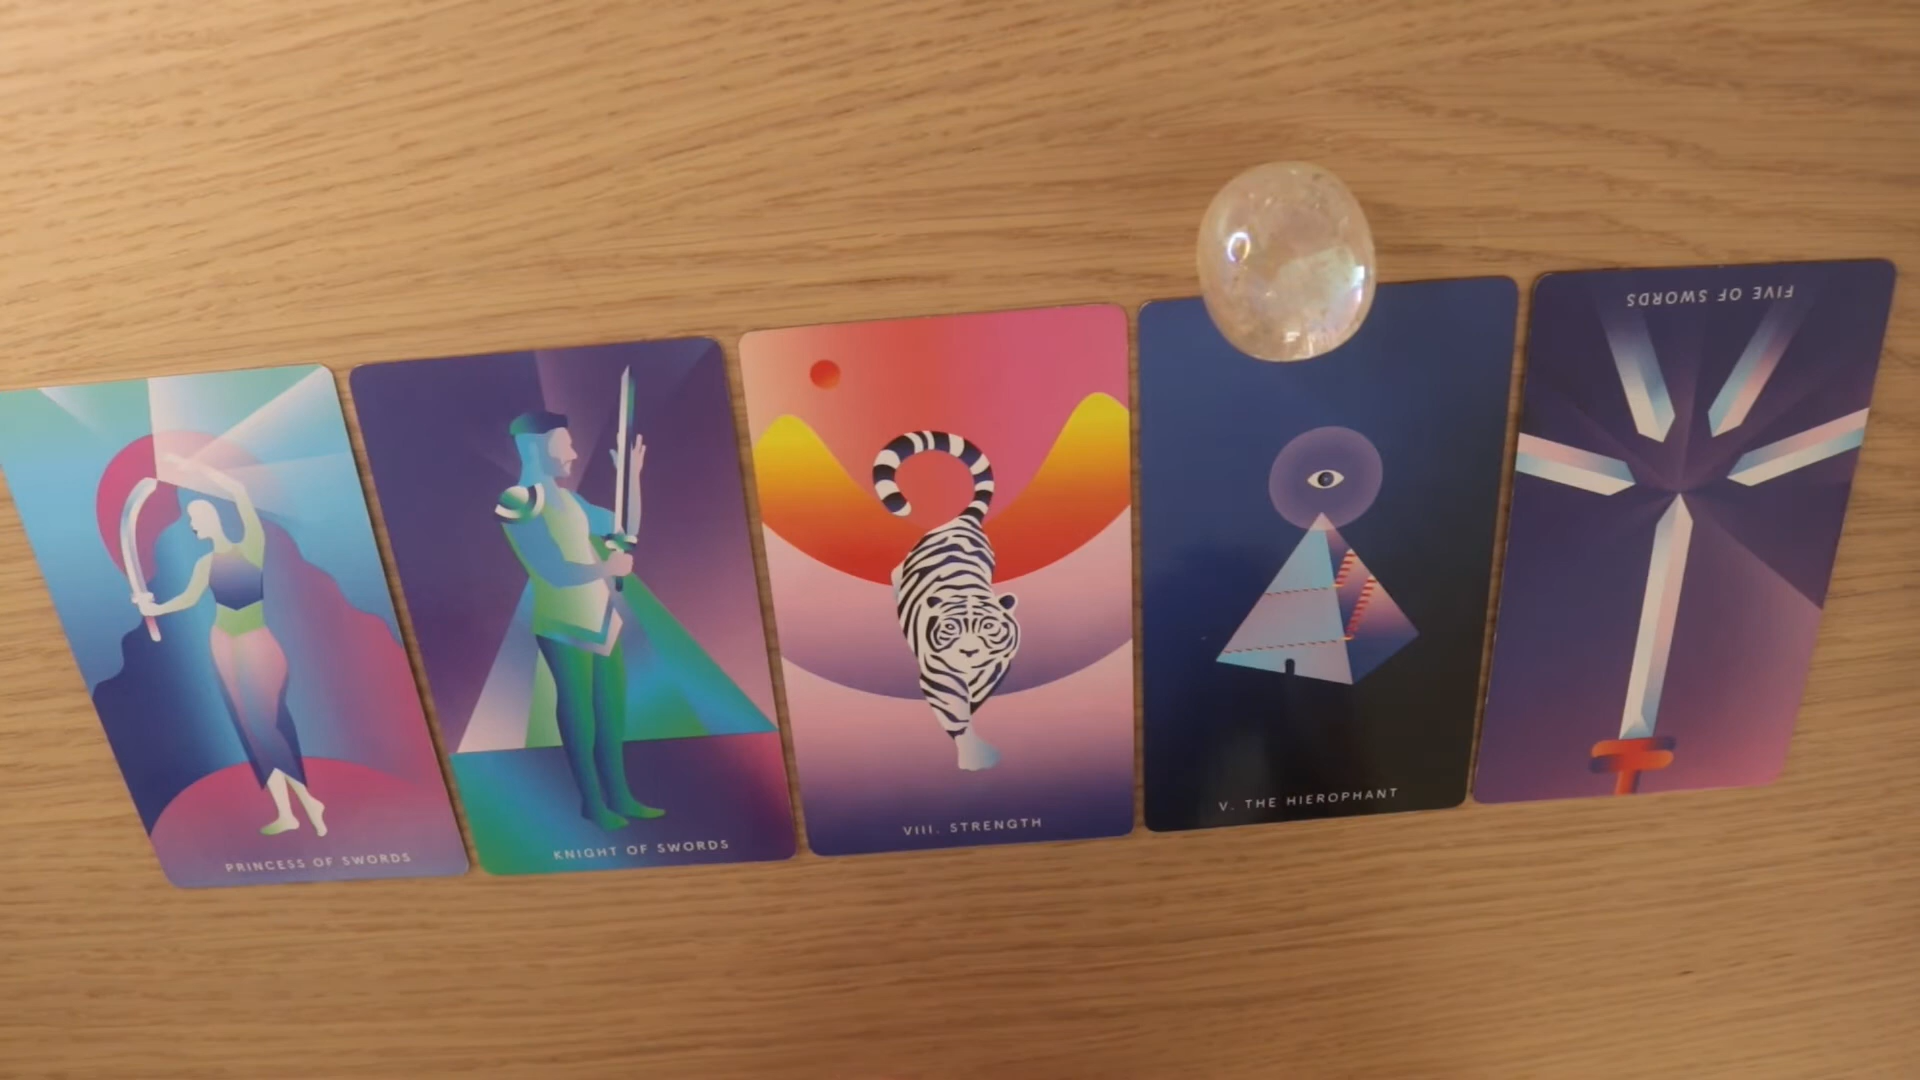 PRINCESS OF SWORDS
KNIGHT OF SWORDS
VIII. STRENGTH
V. THE HIEROPHANT
FIVE OF SWORDS